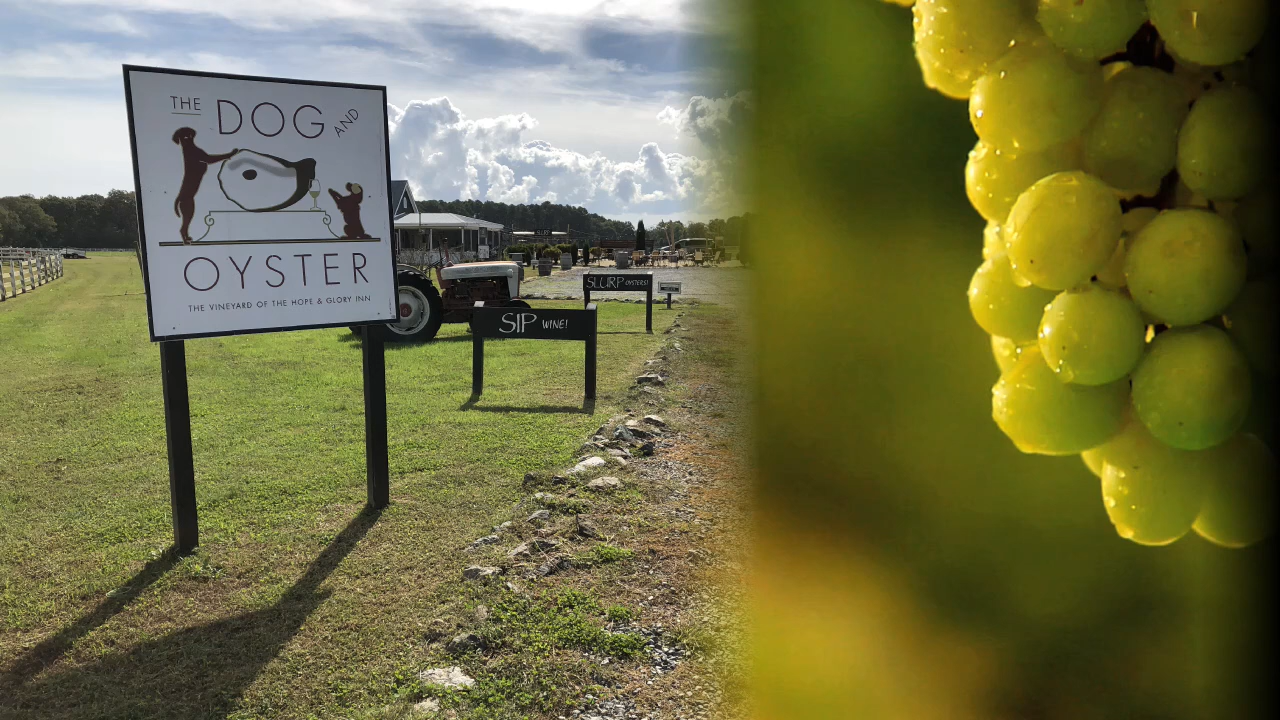 THE DOG AND
OYSTER
THE VINEYARD OF THE HOPE & GLORY INN
SLURP OYSTERS!
SIP WINE!